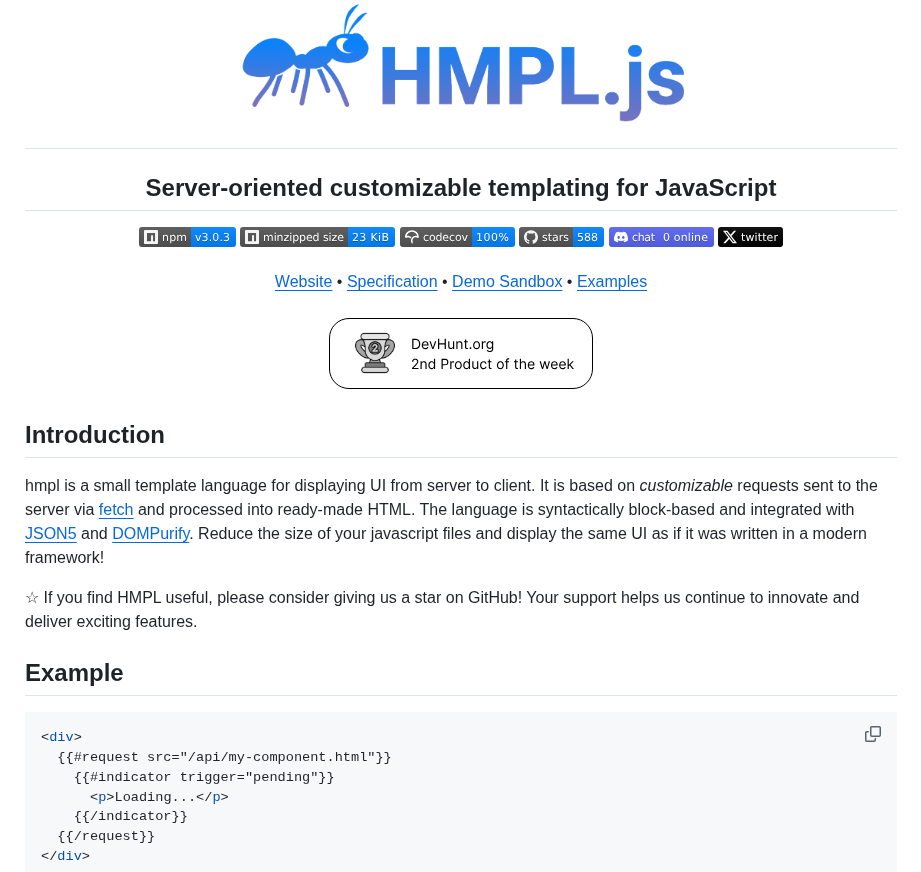 HMPL.js
Server-oriented customizable templating for JavaScript
npm v3.0.3 minzipped size 23 KiB codecov 100% stars 588 chat 0 online twitter
Website • Specification • Demo Sandbox • Examples
2
DevHunt.org
2nd Product of the week
Introduction
hmpl is a small template language for displaying UI from server to client. It is based on customizable requests sent to the
server via fetch and processed into ready-made HTML. The language is syntactically block-based and integrated with
JSON5 and DOMPurify. Reduce the size of your javascript files and display the same UI as if it was written in a modern
framework!
☆ If you find HMPL useful, please consider giving us a star on GitHub! Your support helps us continue to innovate and
deliver exciting features.
Example
<div>
  {{#request src="/api/my-component.html"}}
    {{#indicator trigger="pending"}}
      <p>Loading...</p>
    {{/indicator}}
  {{/request}}
</div>